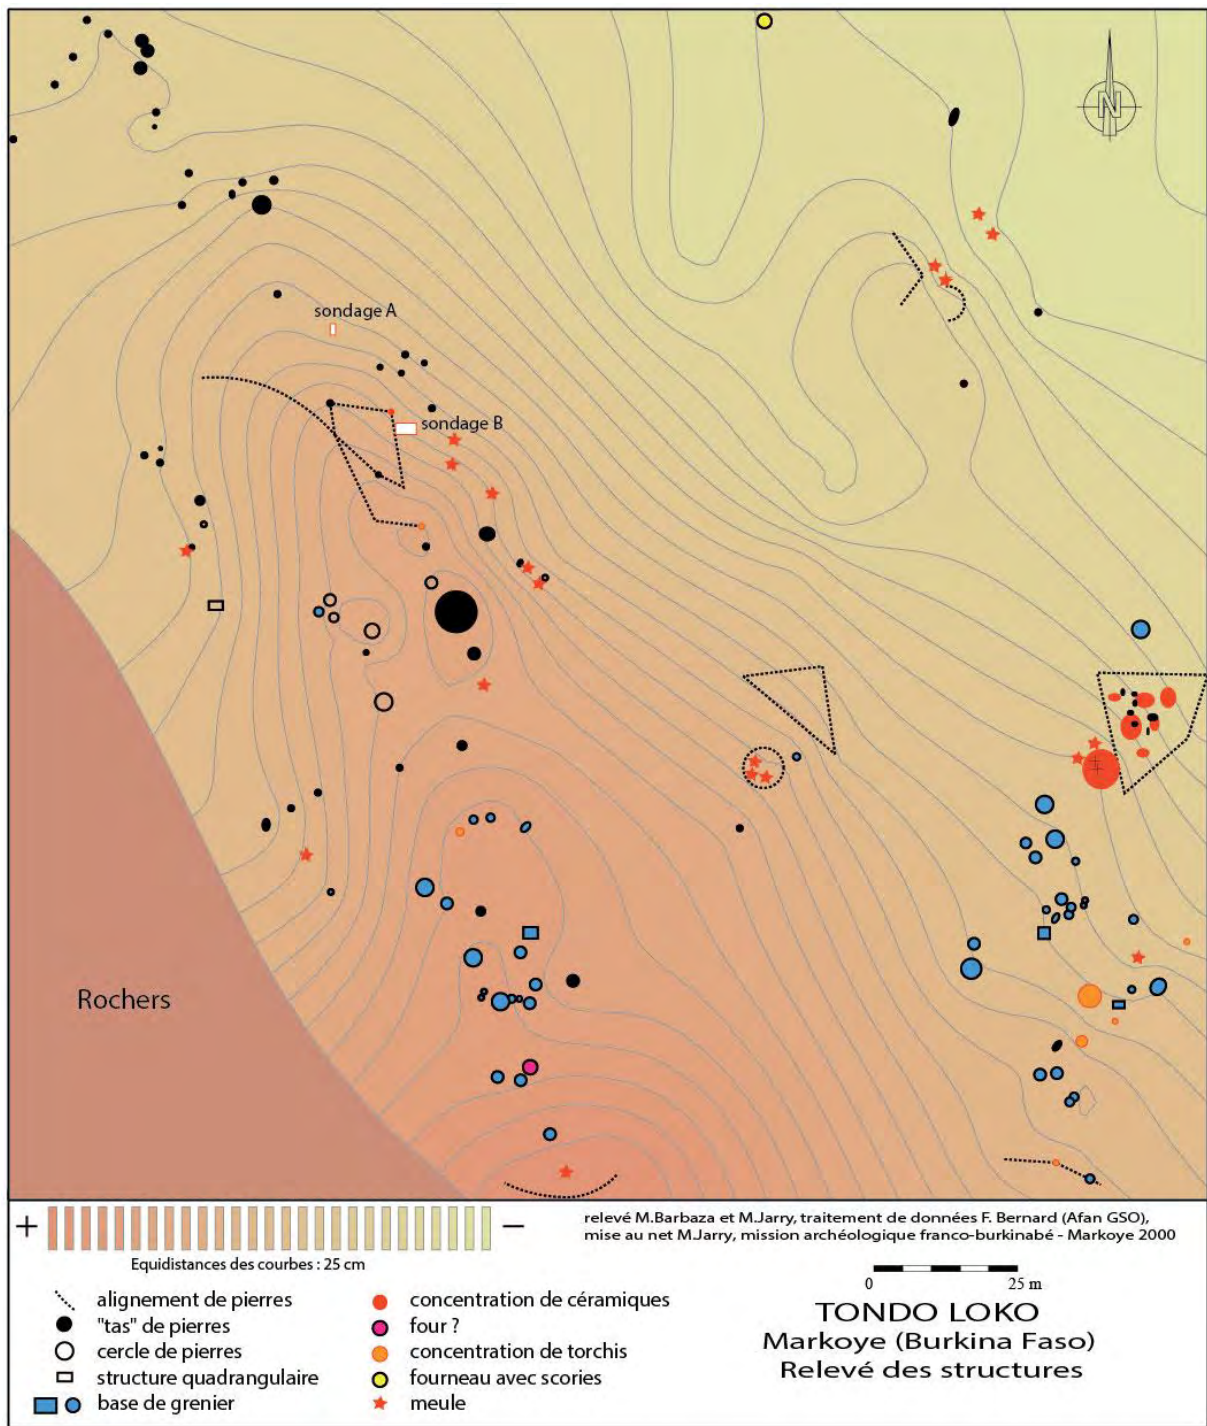 N
sondage A
sondage B
Rochers
+ −
relevé M.Barbaza et M.Jarry, traitement de données F. Bernard (Afan GSO),
mise au net M.Jarry, mission archéologique franco-burkinabé - Markoye 2000
Equidistances des courbes : 25 cm
0 25 m
alignement de pierres
"tas" de pierres
cercle de pierres
structure quadrangulaire
base de grenier
concentration de céramiques
four ?
concentration de torchis
fourneau avec scories
meule
TONDO LOKO
Markoye (Burkina Faso)
Relevé des structures